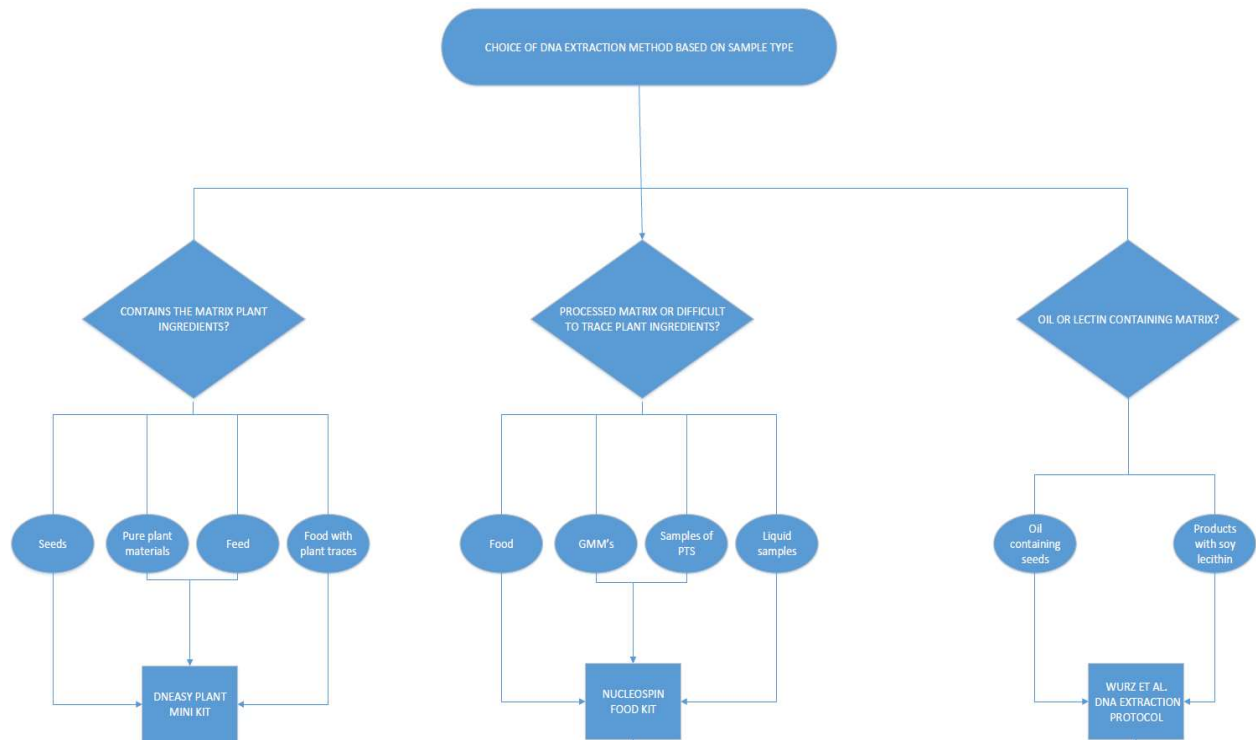 CHOICE OF DNA EXTRACTION METHOD BASED ON SAMPLE TYPE
CONTAINS THE MATRIX PLANT
INGREDIENTS?
PROCESSED MATRIX OR DIFFICULT
TO TRACE PLANT INGREDIENTS?
OIL OR LECTIN CONTAINING MATRIX?
Seeds
Pure plant
materials
Feed
Food with
plant traces
Food
GMM's
Samples of
PTS
Liquid
samples
Oil
containing
seeds
Products
with soy
lecithin
DNEASY PLANT
MINI KIT
NUCLEOSPIN
FOOD KIT
WURZ ET AL.
DNA EXTRACTION
PROTOCOL